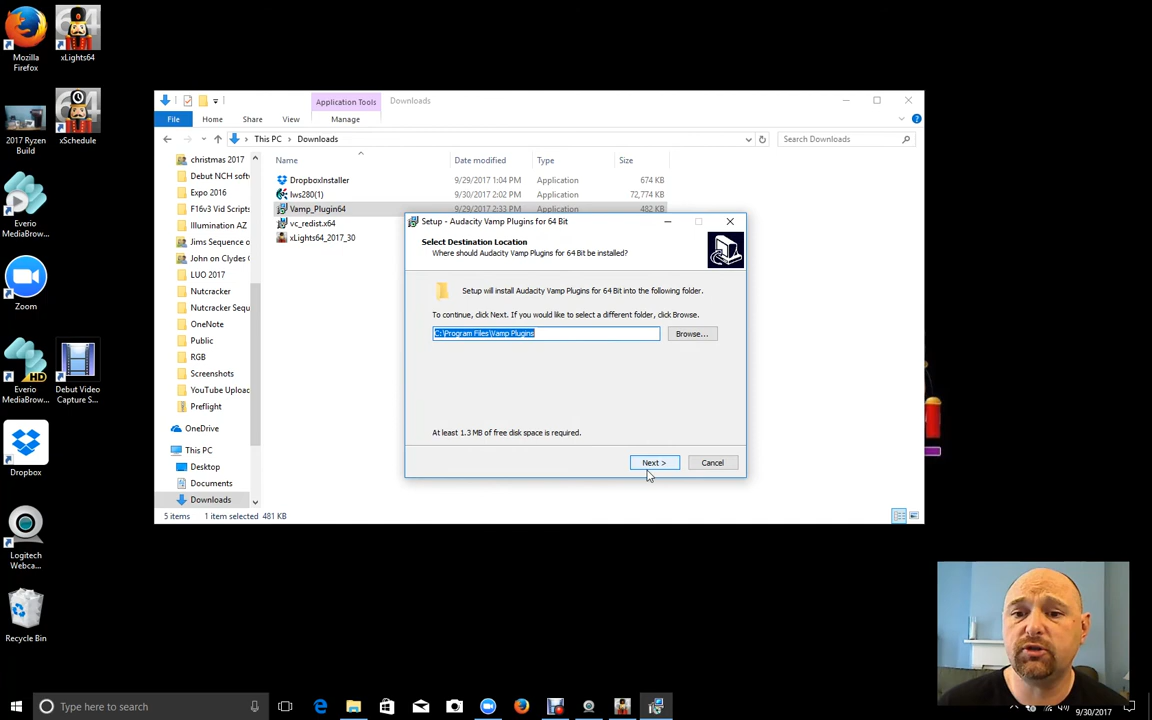 Mozilla
Firefox
xLights64
2017 Ryzen
Build
xSchedule
Everio
MediaBrow...
Zoom
Everio
MediaBrow...
Debut Video
Capture S...
Dropbox
Logitech
Webca...
Recycle Bin
Application Tools
Downloads
File
Home
Share
View
Manage
This PC
Downloads
Search Downloads
christmas 2017
Debut NCH soft
Expo 2016
F16v3 Vid Scripts
Illumination AZ
Jims Sequence o
John on Clydes C
LUO 2017
Nutcracker
Nutcracker Sequ
OneNote
Public
RGB
Screenshots
YouTube Upload
Preflight
OneDrive
This PC
Desktop
Documents
Downloads
Name
Date modified
Type
Size
DropboxInstaller
9/29/2017 1:04 PM
Application
674 KB
lws280(1)
9/30/2017 2:02 PM
Application
72,774 KB
Vamp_Plugin64
9/29/2017 2:33 PM
Application
482 KB
vc_redist.x64
xLights64_2017_30
5 items
1 item selected 481 KB
Setup - Audacity Vamp Plugins for 64 Bit
Select Destination Location
Where should Audacity Vamp Plugins for 64 Bit be installed?
Setup will install Audacity Vamp Plugins for 64 Bit into the following folder.
To continue, click Next. If you would like to select a different folder, click Browse.
C:\Program Files\Vamp Plugins
Browse...
At least 1.3 MB of free disk space is required.
Next >
Cancel
Type here to search
9/30/2017